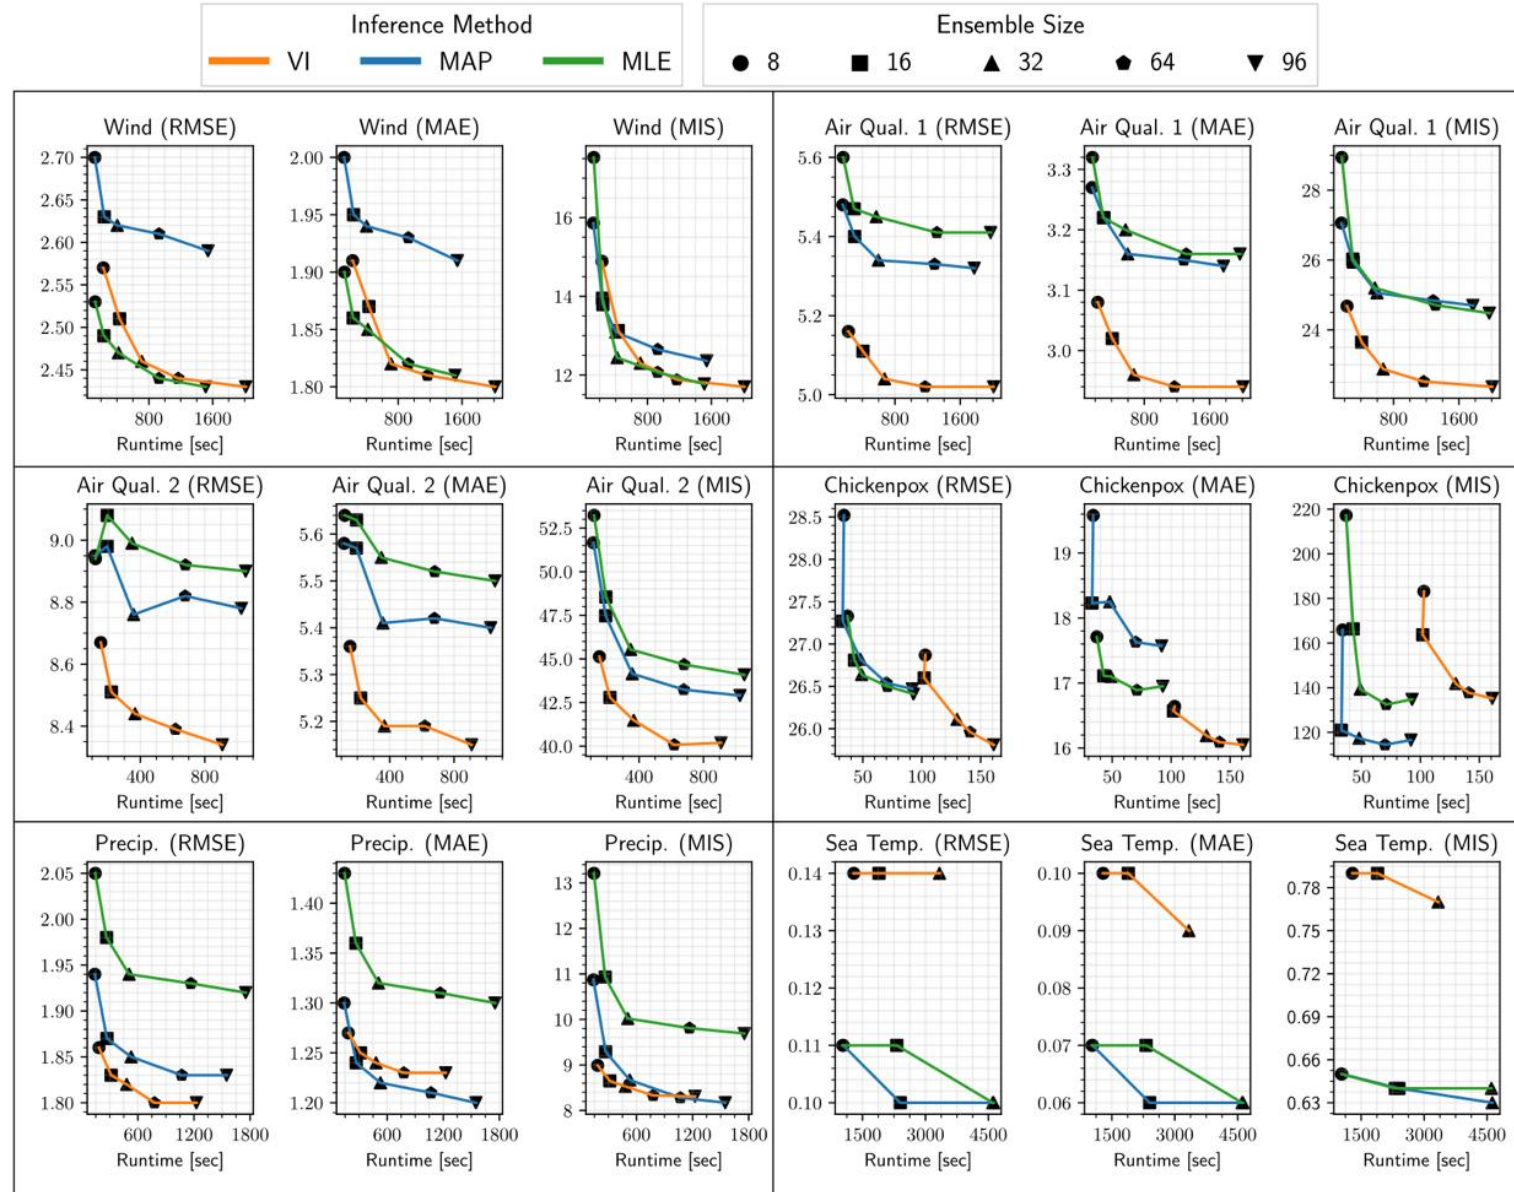 Inference Method
VI MAP MLE
Ensemble Size
8 16 32 64 96
Wind (RMSE)
2.70
2.65
2.60
2.55
2.50
2.45
800 1600
Runtime [sec]
Wind (MAE)
2.00
1.95
1.90
1.85
1.80
800 1600
Runtime [sec]
Wind (MIS)
16
14
12
800 1600
Runtime [sec]
Air Qual. 1 (RMSE)
5.6
5.4
5.2
5.0
800 1600
Runtime [sec]
Air Qual. 1 (MAE)
3.3
3.2
3.1
3.0
800 1600
Runtime [sec]
Air Qual. 1 (MIS)
28
26
24
800 1600
Runtime [sec]
Air Qual. 2 (RMSE)
9.0
8.8
8.6
8.4
400 800
Runtime [sec]
Air Qual. 2 (MAE)
5.6
5.5
5.4
5.3
5.2
400 800
Runtime [sec]
Air Qual. 2 (MIS)
52.5
50.0
47.5
45.0
42.5
40.0
400 800
Runtime [sec]
Chickenpox (RMSE)
28.5
28.0
27.5
27.0
26.5
26.0
50 100 150
Runtime [sec]
Chickenpox (MAE)
19
18
17
16
50 100 150
Runtime [sec]
Chickenpox (MIS)
220
200
180
160
140
120
50 100 150
Runtime [sec]
Precip. (RMSE)
2.05
2.00
1.95
1.90
1.85
1.80
600 1200 1800
Runtime [sec]
Precip. (MAE)
1.40
1.35
1.30
1.25
1.20
600 1200 1800
Runtime [sec]
Precip. (MIS)
13
12
11
10
9
8
600 1200 1800
Runtime [sec]
Sea Temp. (RMSE)
0.14
0.13
0.12
0.11
0.10
1500 3000 4500
Runtime [sec]
Sea Temp. (MAE)
0.10
0.09
0.08
0.07
0.06
1500 3000 4500
Runtime [sec]
Sea Temp. (MIS)
0.78
0.75
0.72
0.69
0.66
0.63
1500 3000 4500
Runtime [sec]